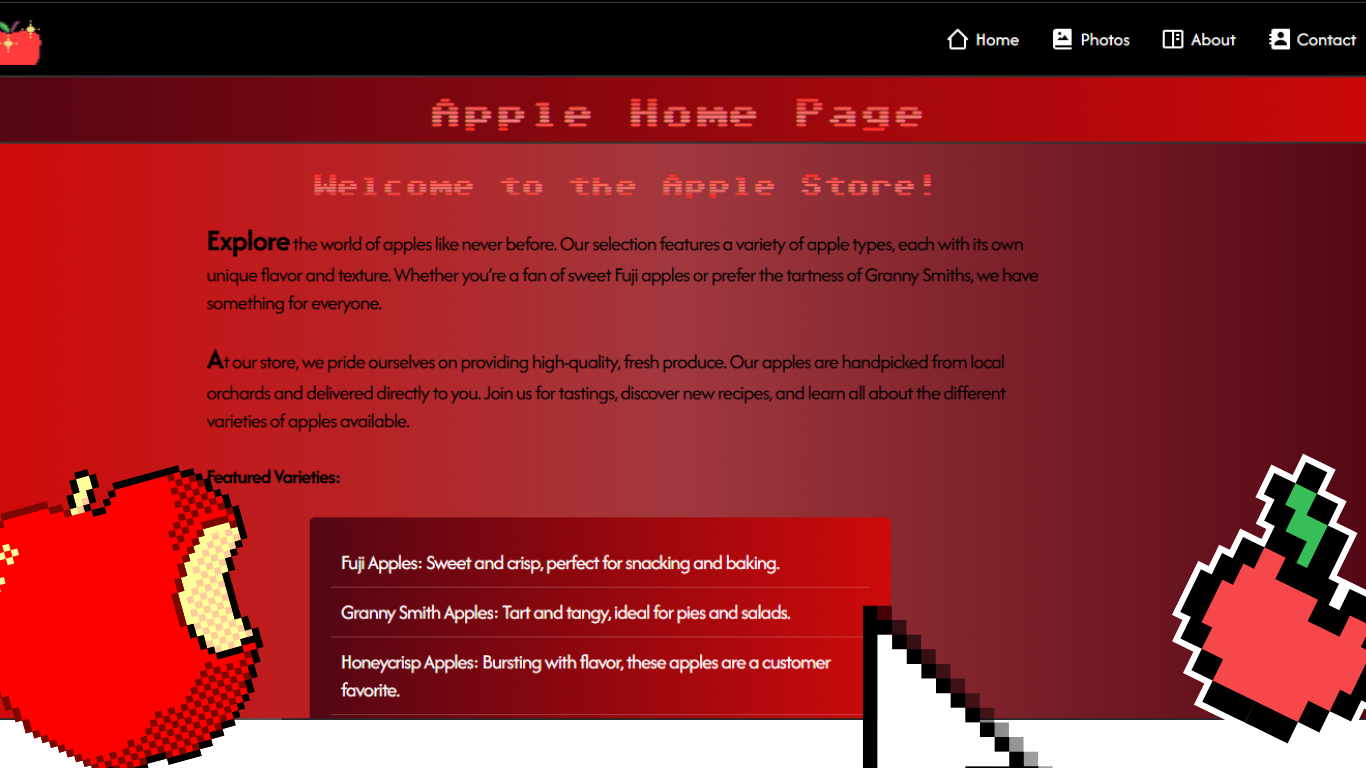 Home Photos About Contact
Apple Home Page
Welcome to the Apple Store!
Explore the world of apples like never before. Our selection features a variety of apple types, each with its own
unique flavor and texture. Whether you're a fan of sweet Fuji apples or prefer the tartness of Granny Smiths, we have
something for everyone.
At our store, we pride ourselves on providing high-quality, fresh produce. Our apples are handpicked from local
orchards and delivered directly to you. Join us for tastings, discover new recipes, and learn all about the different
varieties of apples available.
Featured Varieties:
Fuji Apples: Sweet and crisp, perfect for snacking and baking.
Granny Smith Apples: Tart and tangy, ideal for pies and salads.
Honeycrisp Apples: Bursting with flavor, these apples are a customer
favorite.